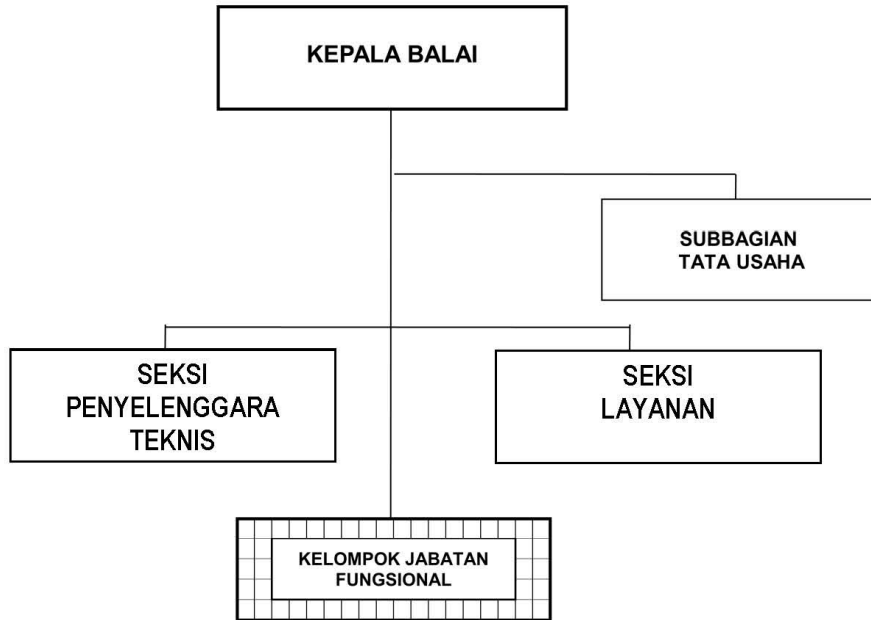 KEPALA BALAI
SUBBAGIAN
TATA USAHA
SEKSI
PENYELENGGARA
TEKNIS
SEKSI
LAYANAN
KELOMPOK JABATAN
FUNGSIONAL